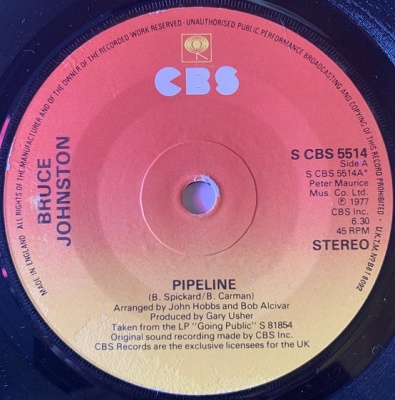 ALL RIGHTS OF THE MANUFACTURER AND OF THE OWNER OF THE RECORDED WORK RESERVED · UNAUTHORISED PUBLIC PERFORMANCE BROADCASTING AND COPYING OF THIS RECORD PROHIBITED ·
MADE IN ENGLAND
CBS
BRUCE
JOHNSTON
S CBS 5514
Side A
S CBS 5514A*
Peter Maurice
Mus. Co. Ltd.
℗ 1977
CBS Inc.
6.30
45 RPM
STEREO
PIPELINE
(B. Spickard/B. Carman)
Arranged by John Hobbs and Bob Alcivar
Produced by Gary Usher
Taken from the LP "Going Public" S 81854
Original sound recording made by CBS Inc.
CBS Records are the exclusive licensees for the UK